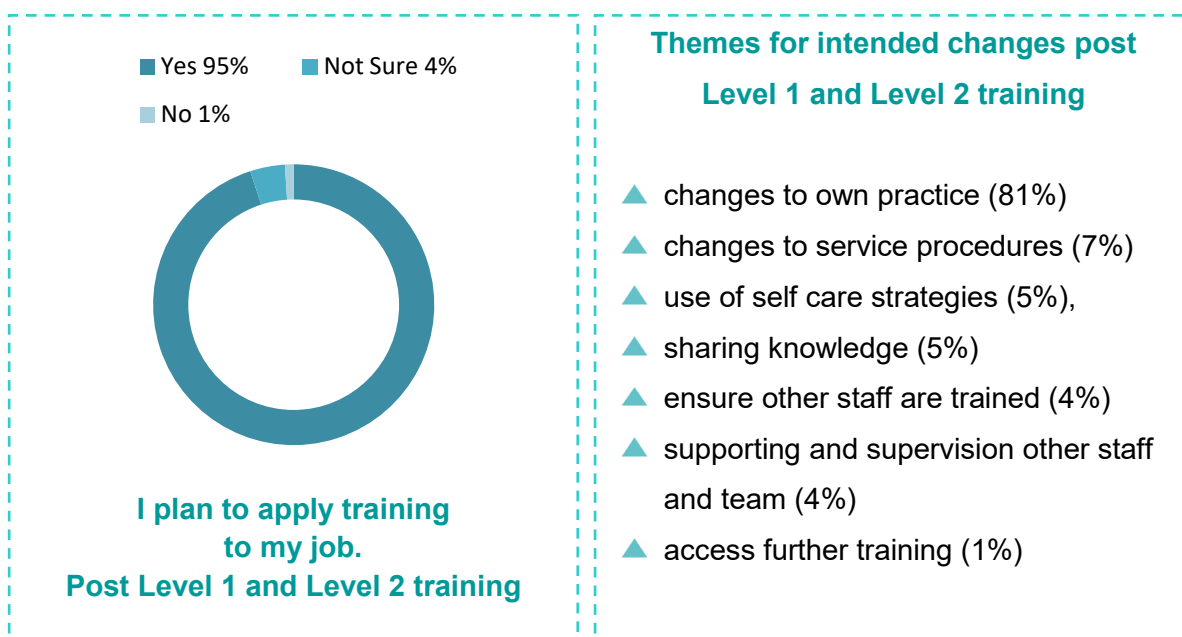 Yes 95% Not Sure 4%
No 1%
I plan to apply training
to my job.
Post Level 1 and Level 2 training
Themes for intended changes post
Level 1 and Level 2 training
changes to own practice (81%)
changes to service procedures (7%)
use of self care strategies (5%),
sharing knowledge (5%)
ensure other staff are trained (4%)
supporting and supervision other staff
and team (4%)
access further training (1%)